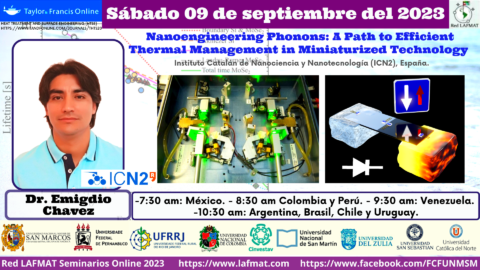 Taylor & Francis Online
Sábado 09 de septiembre del 2023
Red LAFMAT
Nanoengineering Phonons: A Path to Efficient
Thermal Management in Miniaturized Technology
Instituto Catalán de Nanociencia y Nanotecnología (ICN2), España.
Lifetime [s]
Total time MoSe₂
ICN2
Dr. Emigdio
Chavez
-7:30 am: México. - 8:30 am Colombia y Perú. - 9:30 am: Venezuela.
-10:30 am: Argentina, Brasil, Chile y Uruguay.
SAN MARCOS
UNIVERSIDADE
FEDERAL
DE PERNAMBUCO
UFRRJ
UNIVERSIDAD
NACIONAL
DE COLOMBIA
Cinvestav
Universidad
Nacional
de San Martín
UNIVERSIDAD
DEL ZULIA
UNIVERSIDAD
SAN SEBASTIAN
Universidad
Católica del Norte
Red LAFMAT Seminarios Online 2023 https://www.lafmat.com https://www.facebook.com/FCFUNMSM